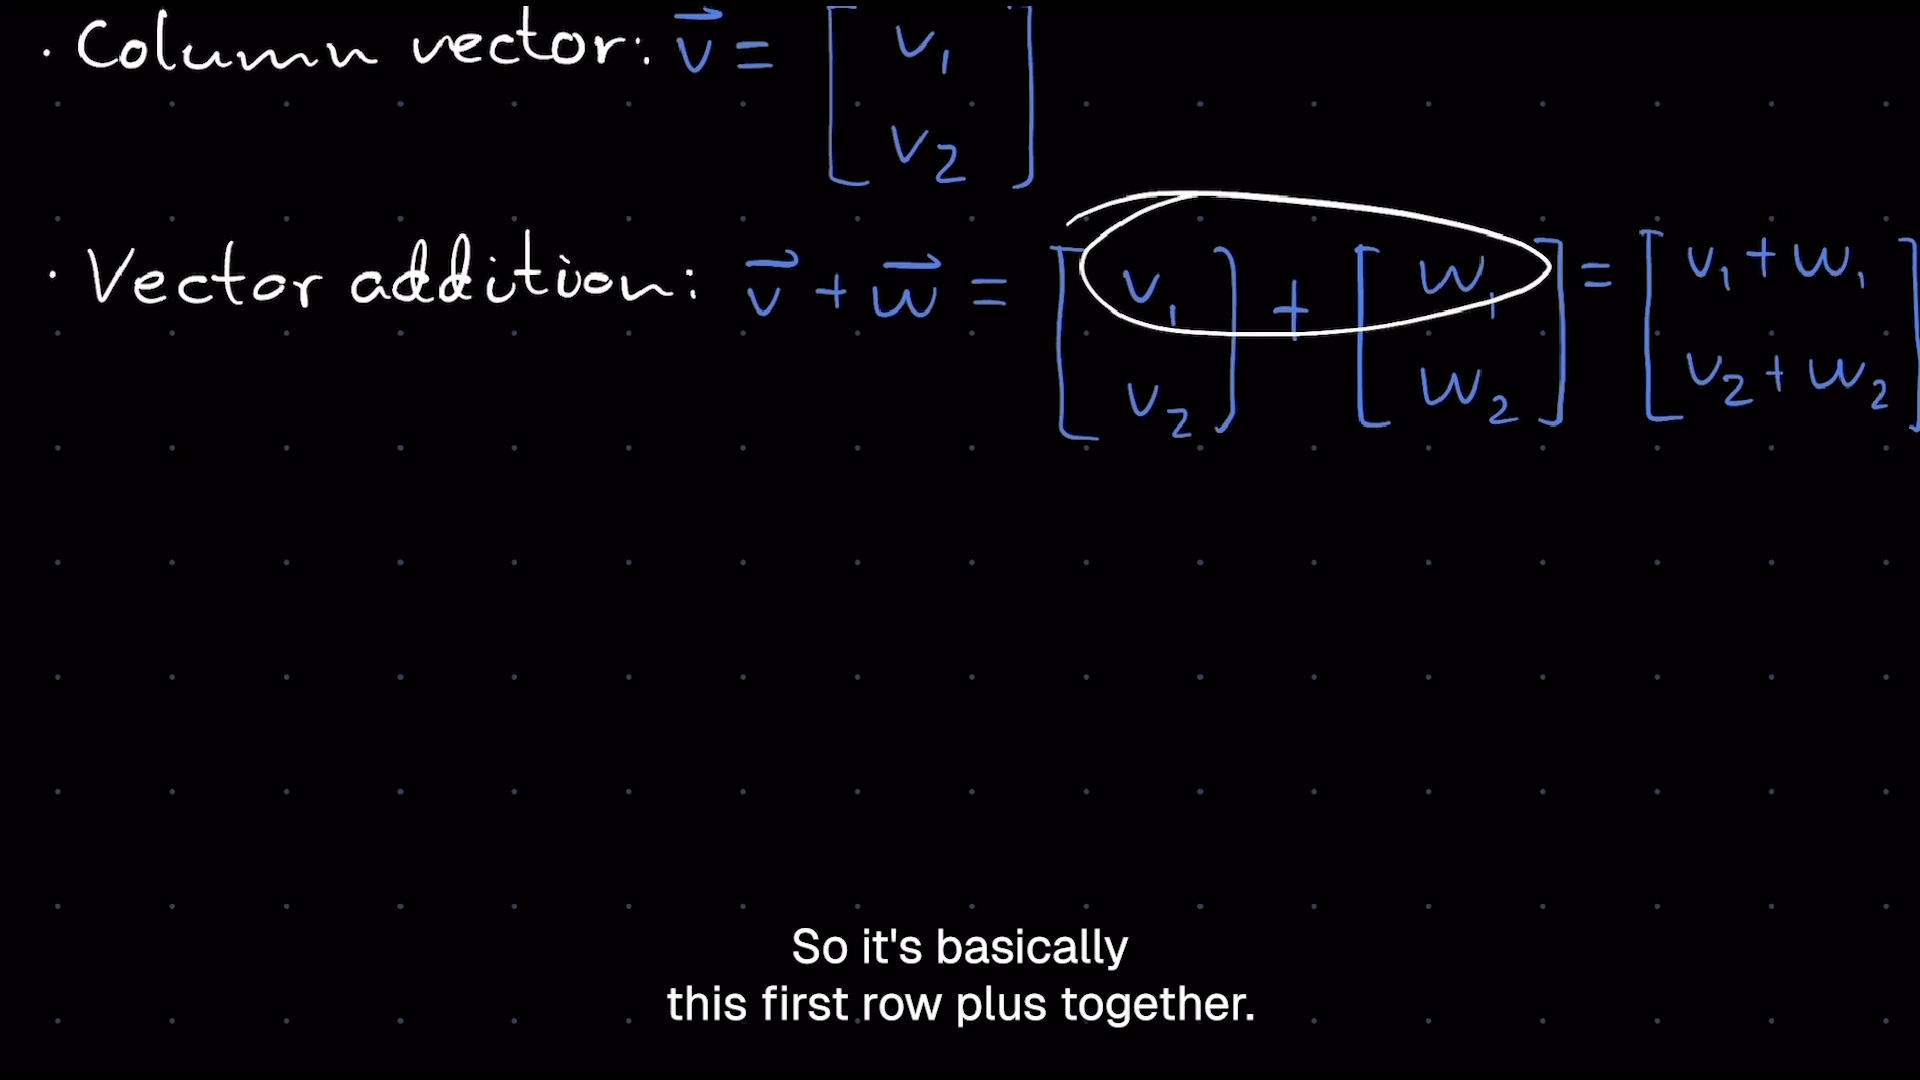 · Column vector: v⃗ = [ v₁ v₂ ]
· Vector addition: v⃗ + w⃗ = [ v₁ v₂ ] + [ w₁ w₂ ] = [ v₁ + w₁ v₂ + w₂ ]
So it's basically
this first row plus together.